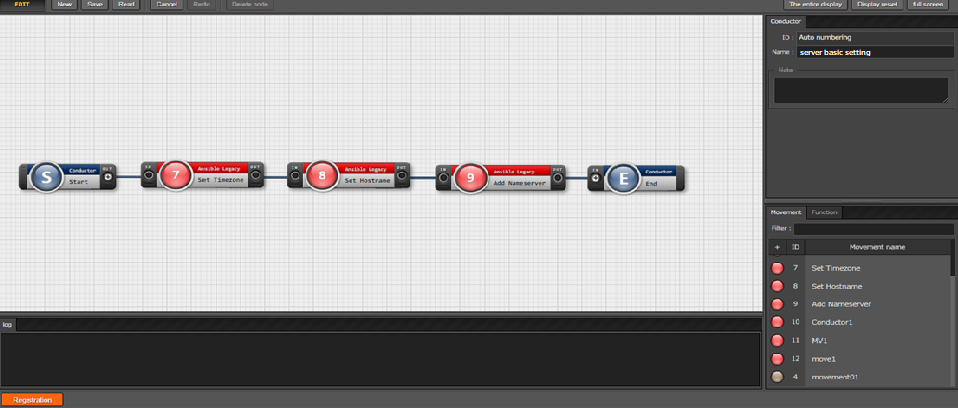 EDIT New Save Read Cancel Redo Delete node The entire display Display reset full screen
Conductor
ID : Auto numbering
Name : server basic setting
Note
S Conductor OUT
Start
IN 7 Ansible Legacy OUT
Set Timezone
IN 8 Ansible Legacy OUT
Set Hostname
IN 9 Ansible Legacy OUT
Add Nameserver
IN E Conductor
End
Movement Function
Filter :
+ ID Movement name
7 Set Timezone
8 Set Hostname
9 Add Nameserver
10 Conductor1
11 MV1
12 move1
4 movement01
log
Registration